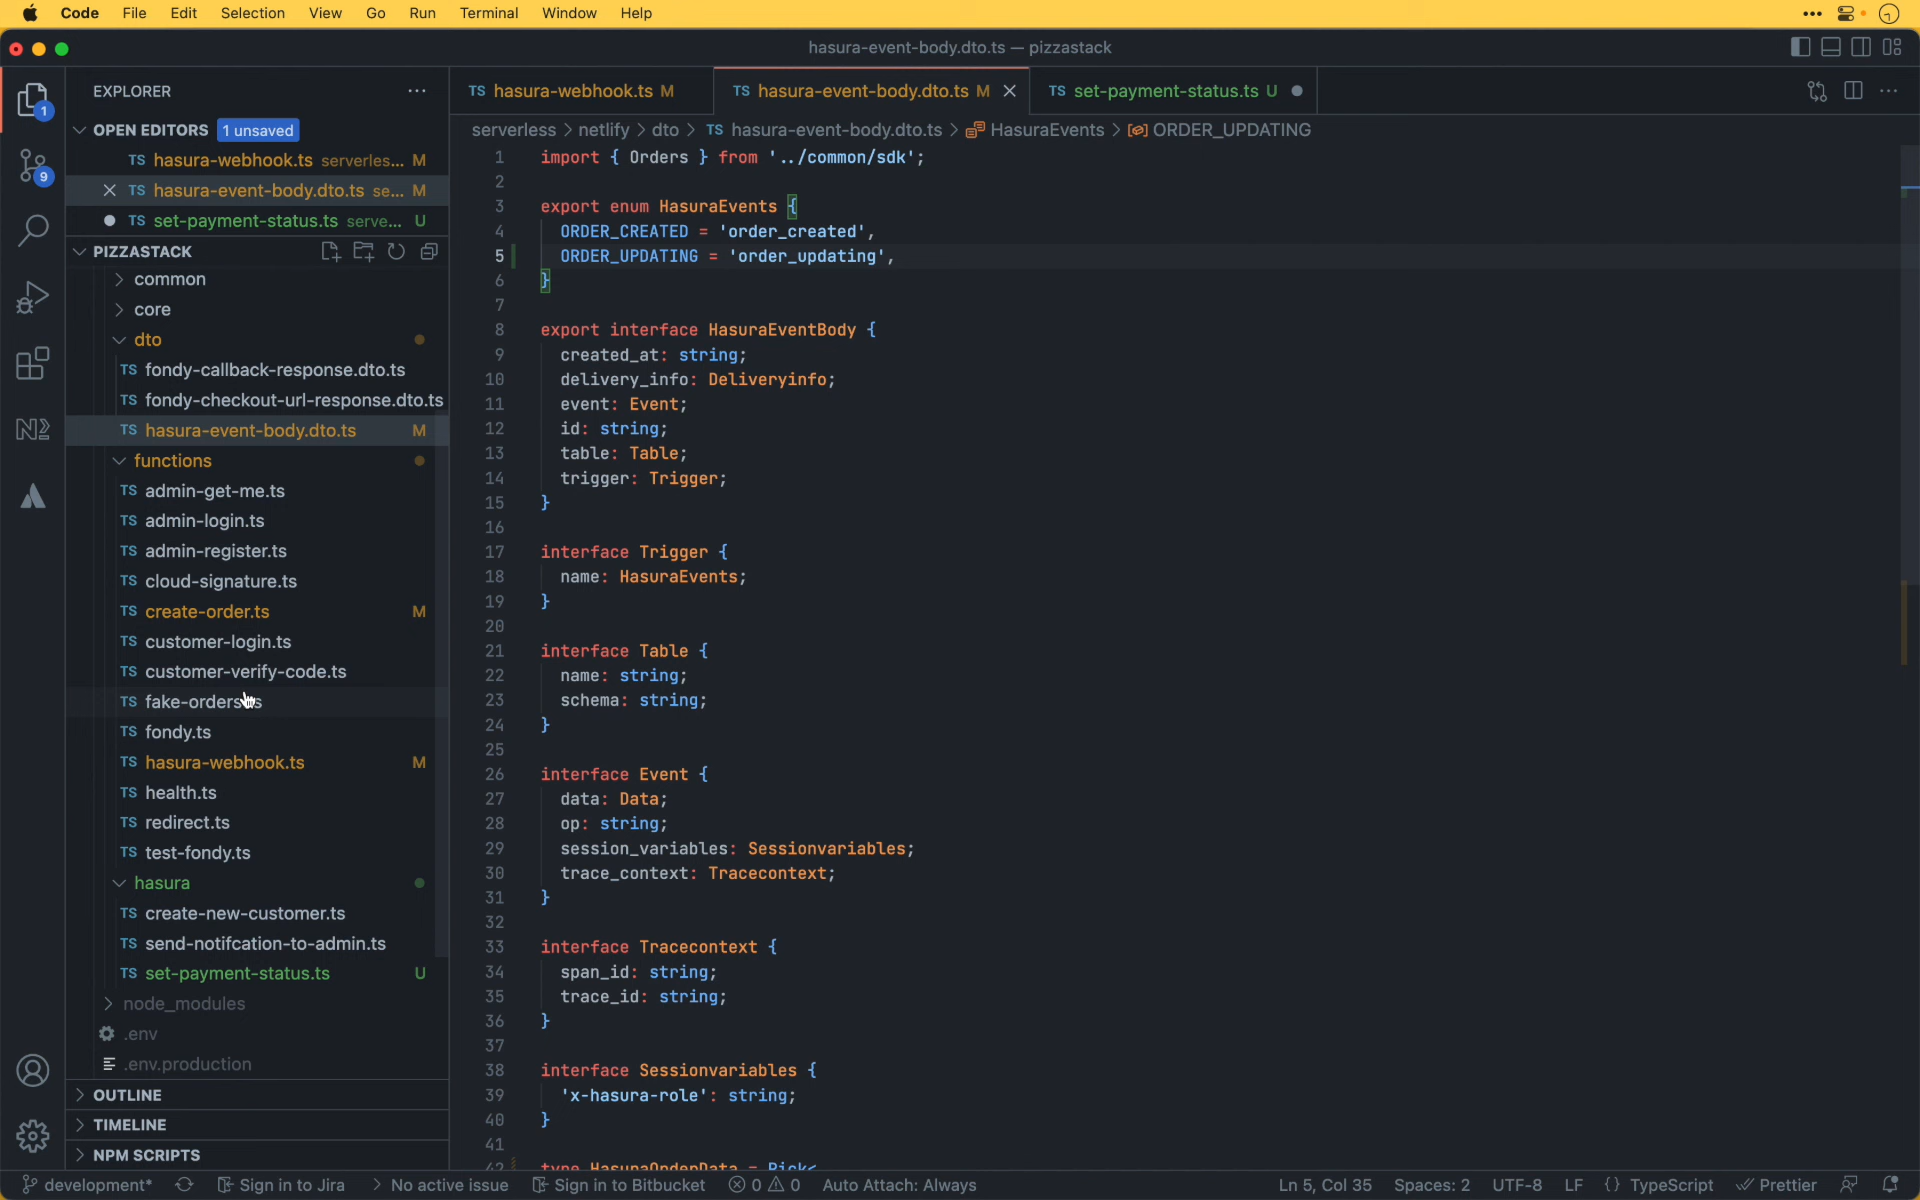 Code File Edit Selection View Go Run Terminal Window Help
hasura-event-body.dto.ts — pizzastack
EXPLORER
TS hasura-webhook.ts M
TS hasura-event-body.dto.ts M
TS set-payment-status.ts U
1
9
OPEN EDITORS 1 unsaved
TS hasura-webhook.ts serverles... M
TS hasura-event-body.dto.ts se... M
TS set-payment-status.ts serve... U
PIZZASTACK
common
core
dto
TS fondy-callback-response.dto.ts
TS fondy-checkout-url-response.dto.ts
TS hasura-event-body.dto.ts M
functions
TS admin-get-me.ts
TS admin-login.ts
TS admin-register.ts
TS cloud-signature.ts
TS create-order.ts M
TS customer-login.ts
TS customer-verify-code.ts
TS fake-orders
TS fondy.ts
TS hasura-webhook.ts M
TS health.ts
TS redirect.ts
TS test-fondy.ts
hasura
TS create-new-customer.ts
TS send-notifcation-to-admin.ts
TS set-payment-status.ts U
node_modules
.env
.env.production
OUTLINE
TIMELINE
NPM SCRIPTS
serverless > netlify > dto > TS hasura-event-body.dto.ts > HasuraEvents > ORDER_UPDATING
1 import { Orders } from '../common/sdk';
2
3 export enum HasuraEvents {
4 ORDER_CREATED = 'order_created',
5 ORDER_UPDATING = 'order_updating',
6 }
7
8 export interface HasuraEventBody {
9 created_at: string;
10 delivery_info: Deliveryinfo;
11 event: Event;
12 id: string;
13 table: Table;
14 trigger: Trigger;
15 }
16
17 interface Trigger {
18 name: HasuraEvents;
19 }
20
21 interface Table {
22 name: string;
23 schema: string;
24 }
25
26 interface Event {
27 data: Data;
28 op: string;
29 session_variables: Sessionvariables;
30 trace_context: Tracecontext;
31 }
32
33 interface Tracecontext {
34 span_id: string;
35 trace_id: string;
36 }
37
38 interface Sessionvariables {
39 'x-hasura-role': string;
40 }
41
42 type HasuraOrderData = Pick<
development* Sign in to Jira No active issue Sign in to Bitbucket 0 0 Auto Attach: Always Ln 5, Col 35 Spaces: 2 UTF-8 LF {} TypeScript Prettier